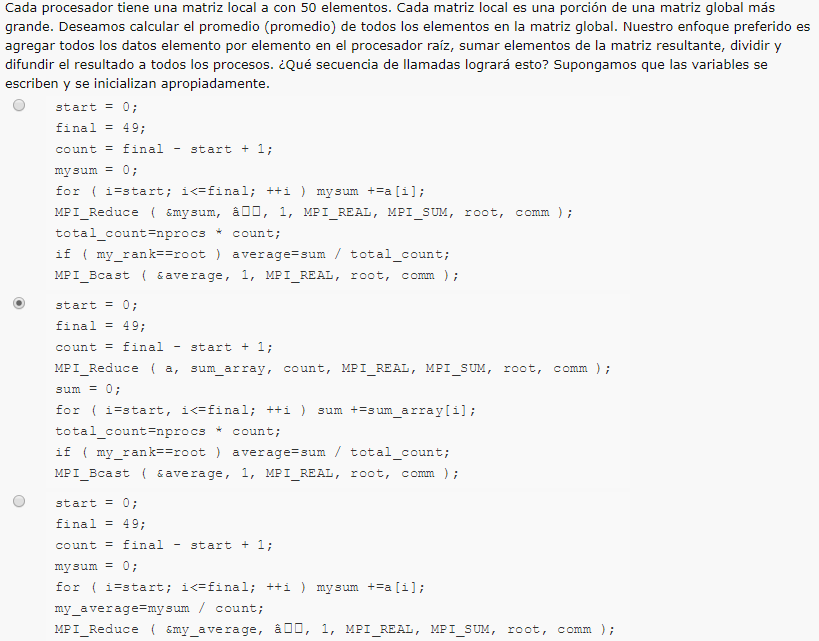 Cada procesador tiene una matriz local a con 50 elementos. Cada matriz local es una porción de una matriz global más
grande. Deseamos calcular el promedio (promedio) de todos los elementos en la matriz global. Nuestro enfoque preferido es
agregar todos los datos elemento por elemento en el procesador raíz, sumar elementos de la matriz resultante, dividir y
difundir el resultado a todos los procesos. ¿Qué secuencia de llamadas logrará esto? Supongamos que las variables se
escriben y se inicializan apropiadamente.
start = 0;
final = 49;
count = final - start + 1;
mysum = 0;
for ( i=start; i<=final; ++i ) mysum +=a[i];
MPI_Reduce ( &mysum, â□□, 1, MPI_REAL, MPI_SUM, root, comm );
total_count=nprocs * count;
if ( my_rank==root ) average=sum / total_count;
MPI_Bcast ( &average, 1, MPI_REAL, root, comm );
start = 0;
final = 49;
count = final - start + 1;
MPI_Reduce ( a, sum_array, count, MPI_REAL, MPI_SUM, root, comm );
sum = 0;
for ( i=start, i<=final; ++i ) sum +=sum_array[i];
total_count=nprocs * count;
if ( my_rank==root ) average=sum / total_count;
MPI_Bcast ( &average, 1, MPI_REAL, root, comm );
start = 0;
final = 49;
count = final - start + 1;
mysum = 0;
for ( i=start; i<=final; ++i ) mysum +=a[i];
my_average=mysum / count;
MPI_Reduce ( &my_average, â□□, 1, MPI_REAL, MPI_SUM, root, comm );